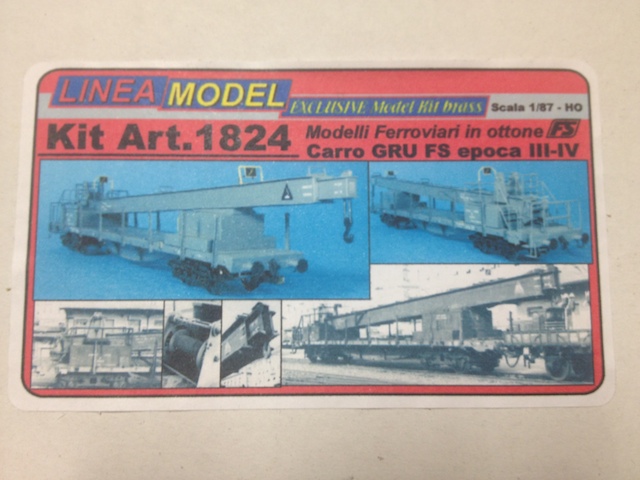 LINEA MODEL EXCLUSIVE Model Kit brass Scala 1/87 - HO
Kit Art.1824 Modelli Ferroviari in ottone FS
Carro GRU FS epoca III-IV